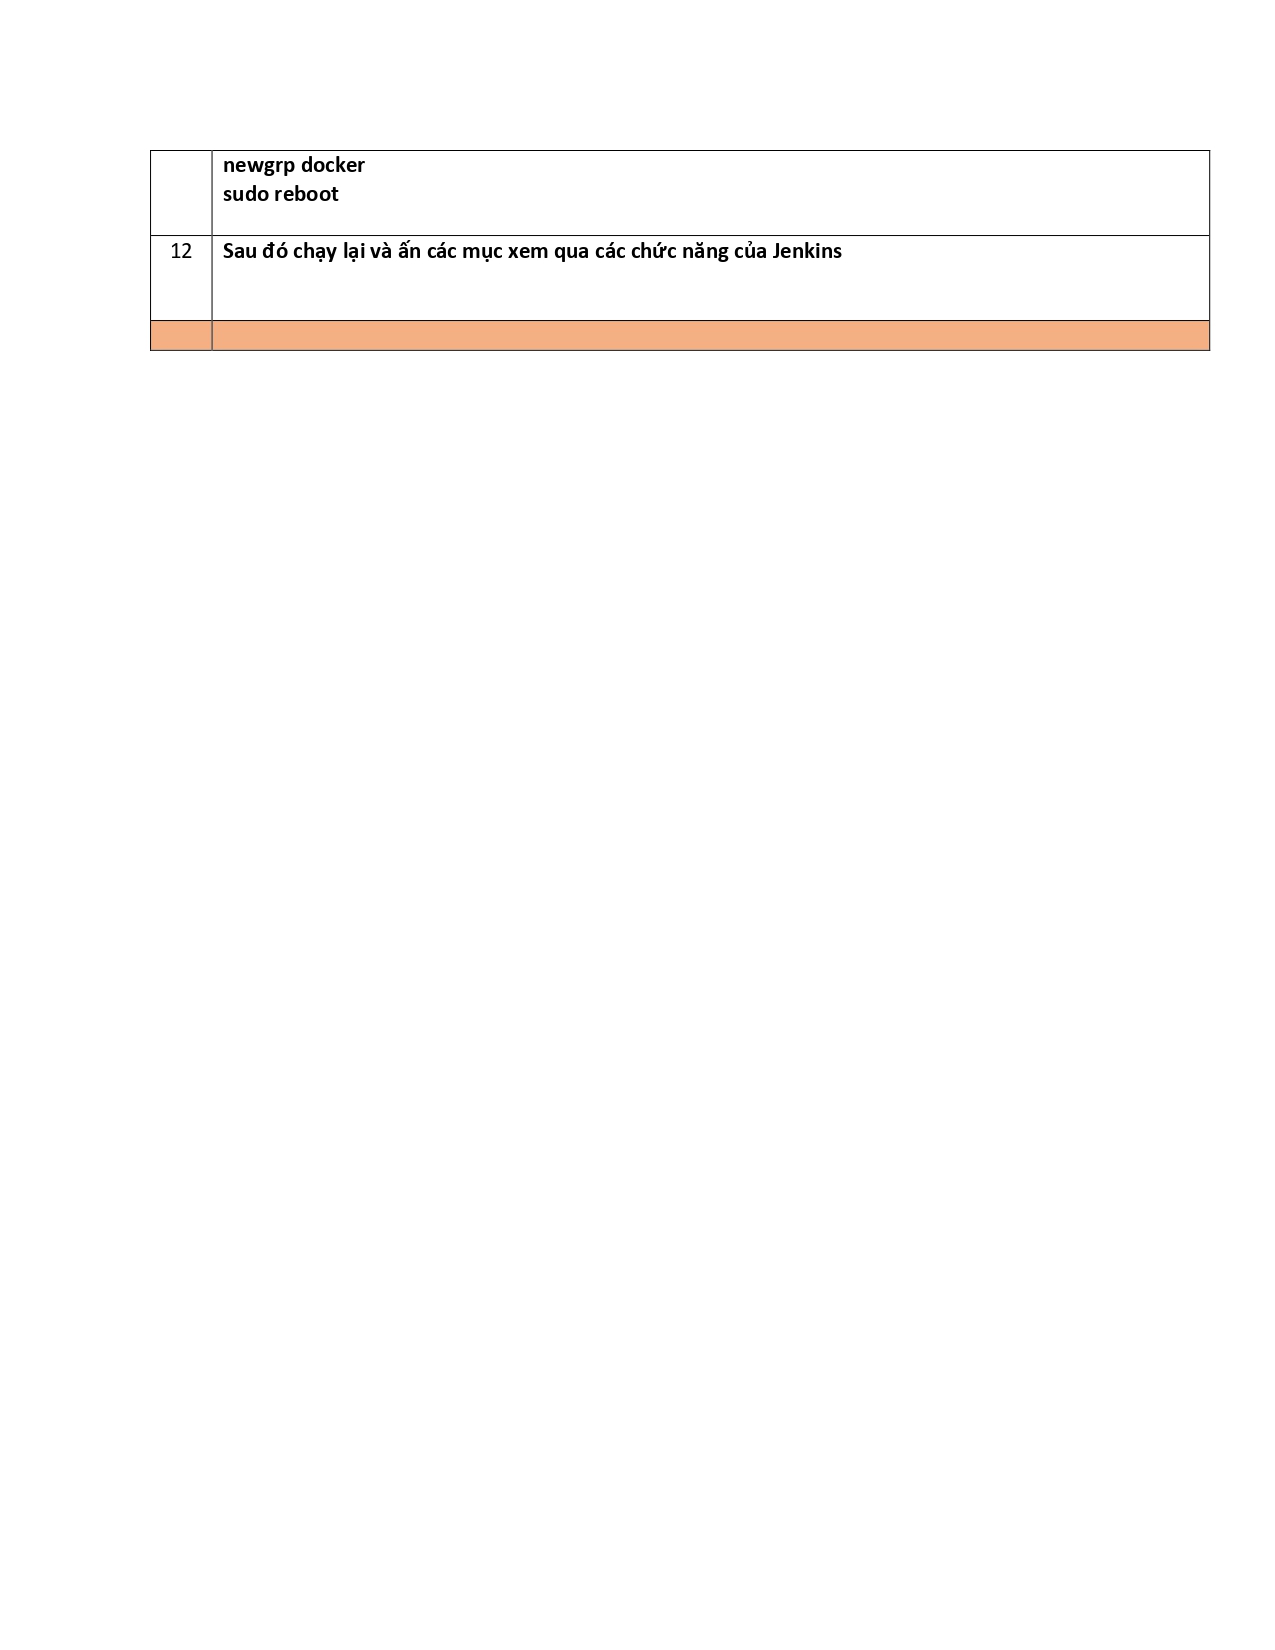 newgrp docker
sudo reboot
12 Sau đó chạy lại và ấn các mục xem qua các chức năng của Jenkins